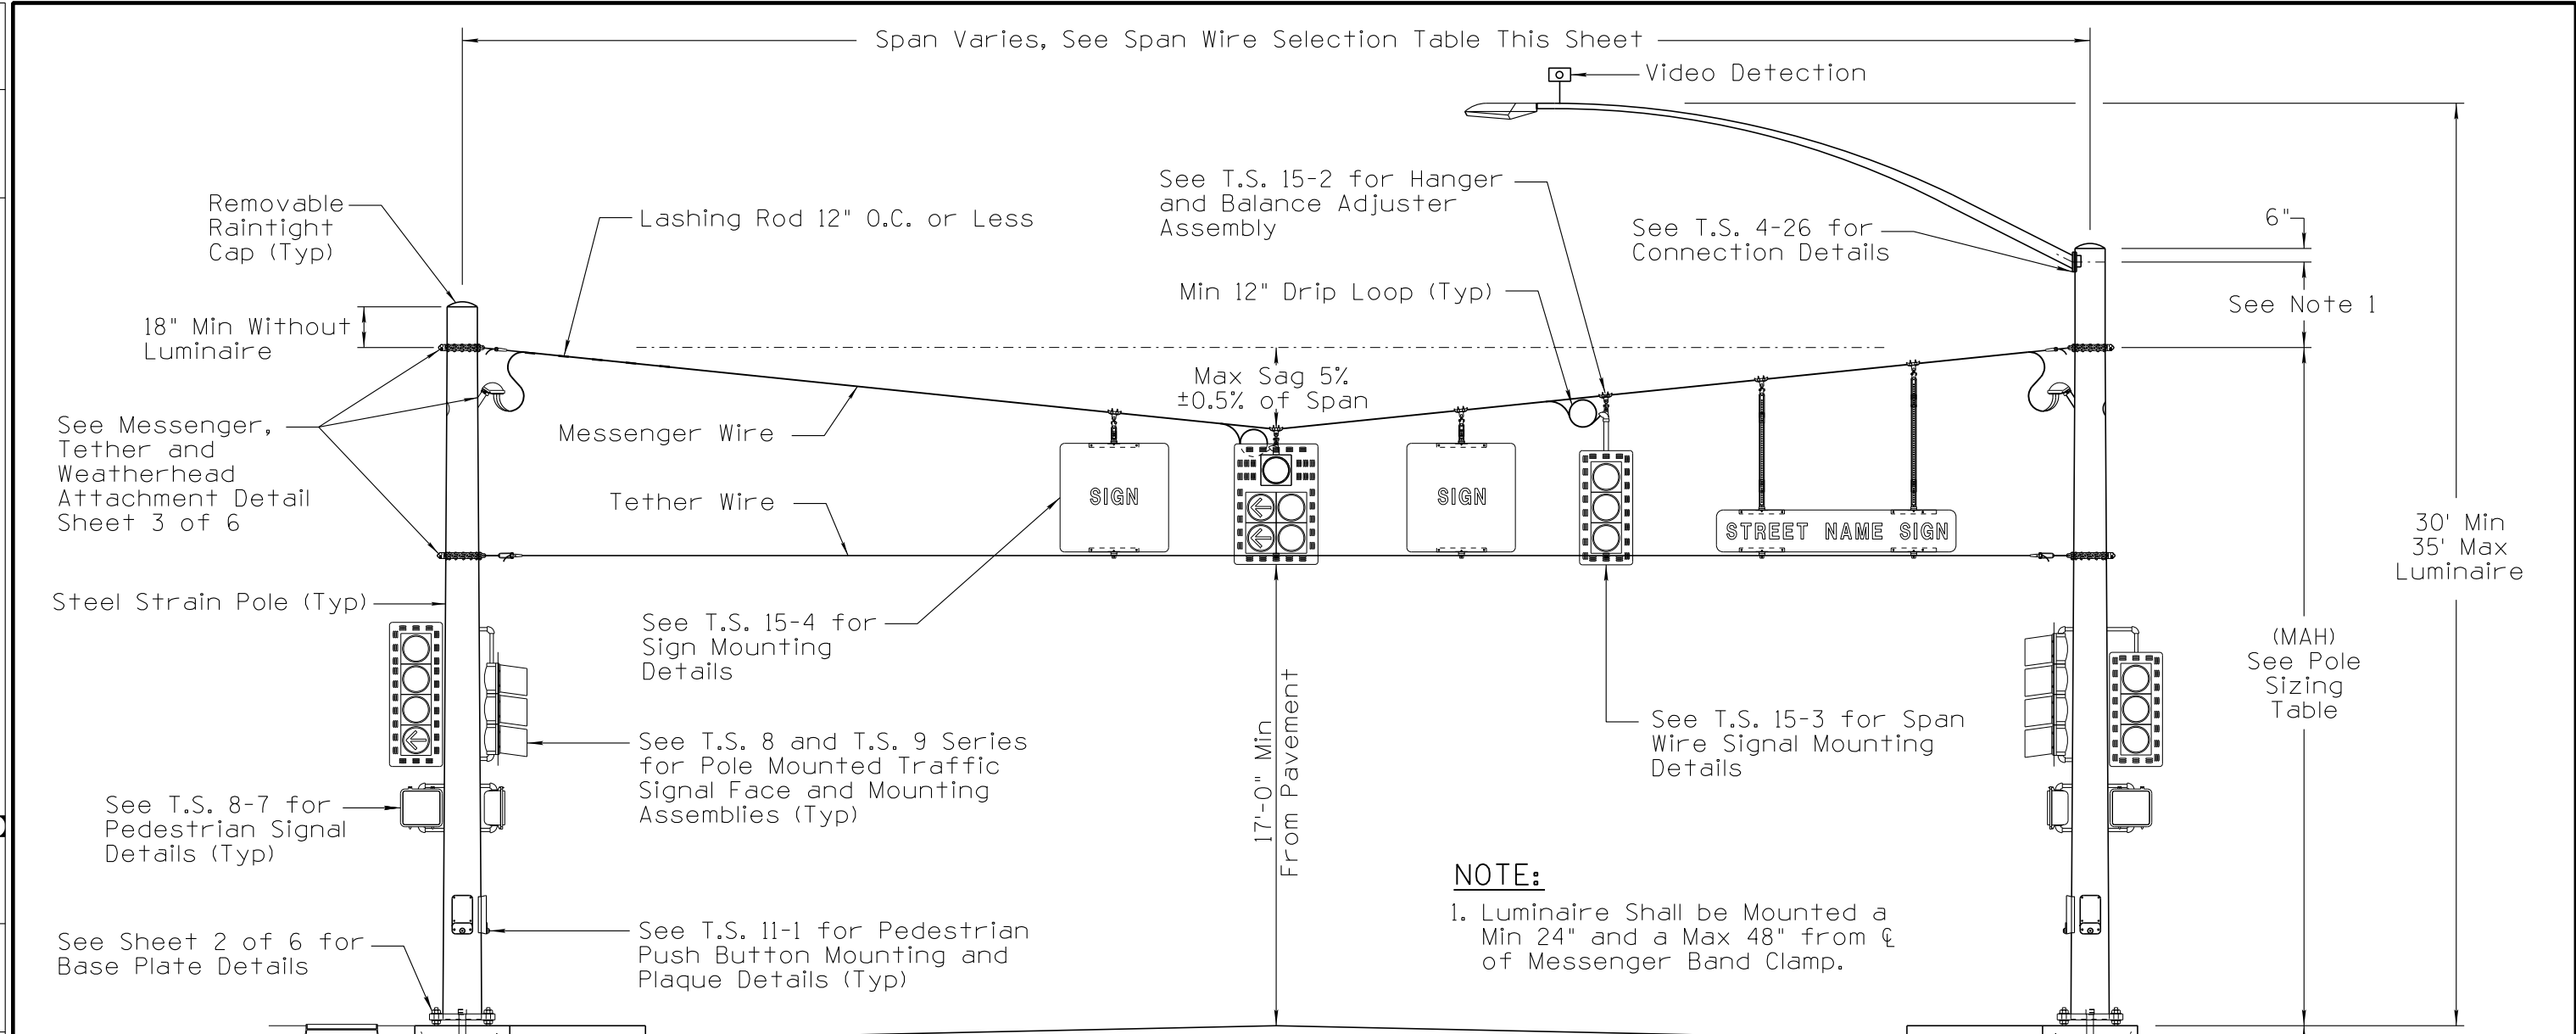 Span Varies, See Span Wire Selection Table This Sheet
Video Detection
See T.S. 15-2 for Hanger
and Balance Adjuster
Assembly
Removable
Raintight
Cap (Typ)
Lashing Rod 12" O.C. or Less
See T.S. 4-26 for
Connection Details
6"
Min 12" Drip Loop (Typ)
See Note 1
18" Min Without
Luminaire
Max Sag 5%
±0.5% of Span
See Messenger,
Tether and
Weatherhead
Attachment Detail
Sheet 3 of 6
Messenger Wire
Tether Wire
SIGN
SIGN
STREET NAME SIGN
30' Min
35' Max
Luminaire
Steel Strain Pole (Typ)
See T.S. 15-4 for
Sign Mounting
Details
(MAH)
See Pole
Sizing
Table
17'-0" Min
From Pavement
See T.S. 15-3 for Span
Wire Signal Mounting
Details
See T.S. 8 and T.S. 9 Series
for Pole Mounted Traffic
Signal Face and Mounting
Assemblies (Typ)
See T.S. 8-7 for
Pedestrian Signal
Details (Typ)
NOTE:
1. Luminaire Shall be Mounted a
Min 24" and a Max 48" from ℄
of Messenger Band Clamp.
See Sheet 2 of 6 for
Base Plate Details
See T.S. 11-1 for Pedestrian
Push Button Mounting and
Plaque Details (Typ)